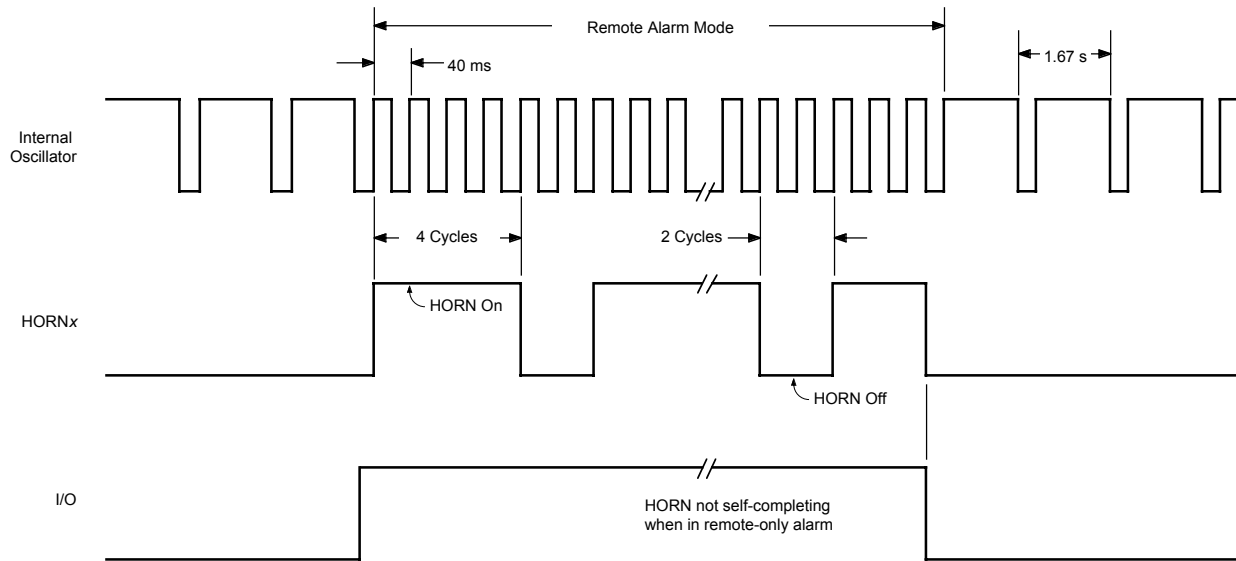 Remote Alarm Mode
40 ms
1.67 s
Internal
Oscillator
4 Cycles
2 Cycles
HORNx
HORN On
HORN Off
I/O
HORN not self-completing
when in remote-only alarm